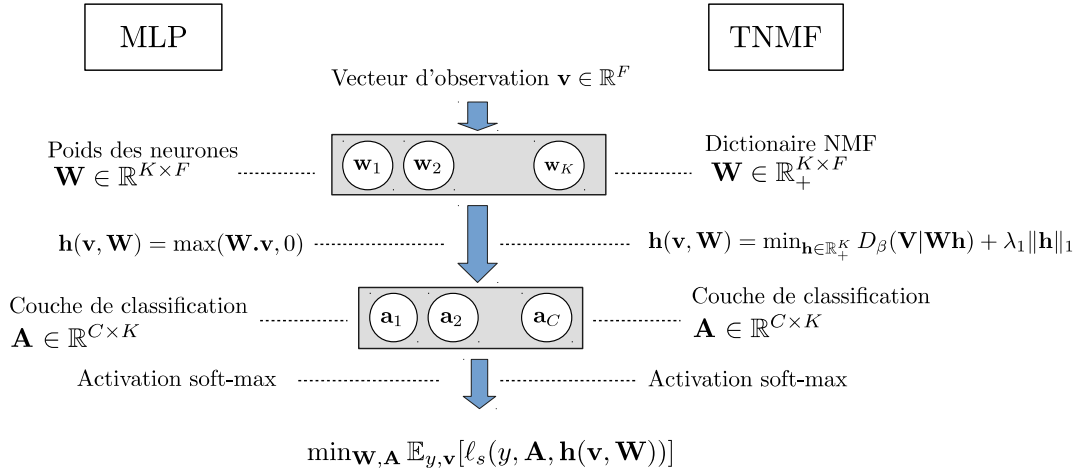 MLP
TNMF
Vecteur d'observation v ∈ ℝ^F
Poids des neurones
W ∈ ℝ^{K×F}
w_1 w_2 w_K
Dictionaire NMF
W ∈ ℝ_+^{K×F}
h(v, W) = max(W.v, 0)
h(v, W) = min_{h∈ℝ_+^K} D_β(V|Wh) + λ_1‖h‖_1
Couche de classification
A ∈ ℝ^{C×K}
a_1 a_2 a_C
Couche de classification
A ∈ ℝ^{C×K}
Activation soft-max
Activation soft-max
min_{W,A} 𝔼_{y,v}[ℓ_s(y, A, h(v, W))]